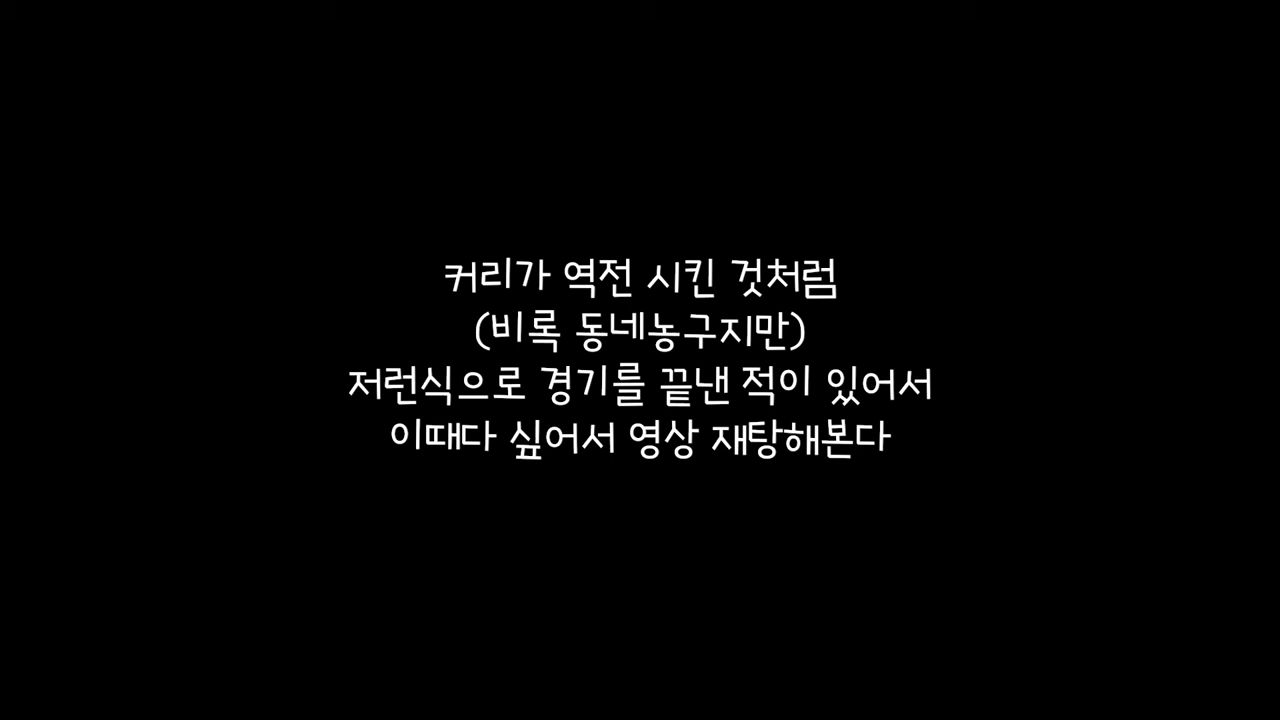 커리가 역전 시킨 것처럼
(비록 동네농구지만)
저런식으로 경기를 끝낸 적이 있어서
이때다 싶어서 영상 재탕해본다